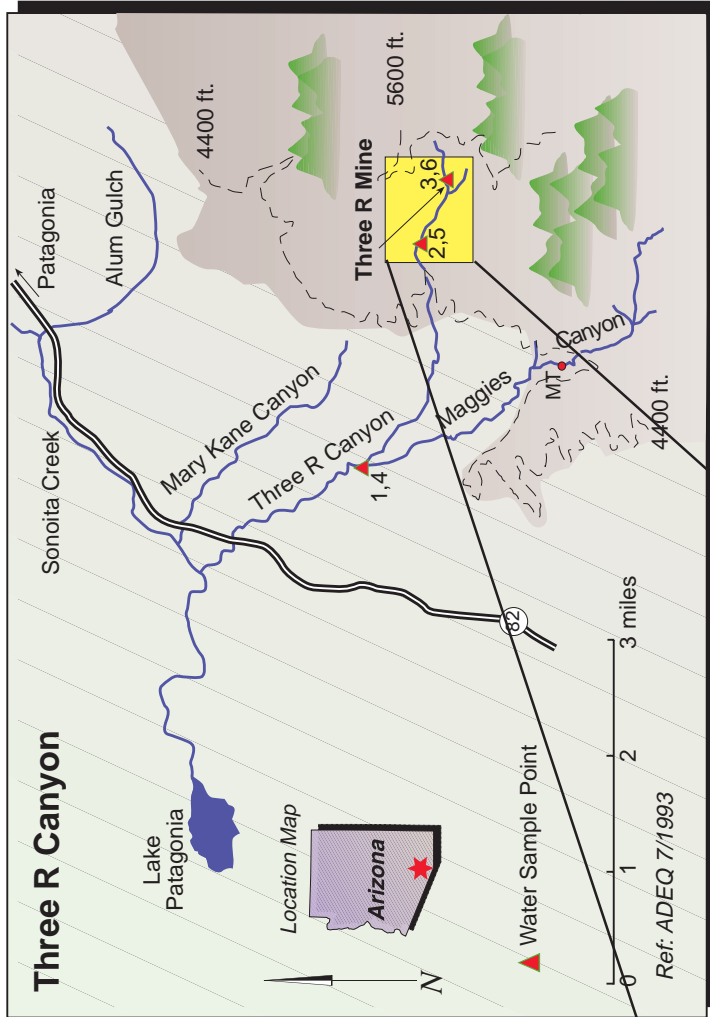 Three R Canyon
Sonoita Creek
Patagonia
Alum Gulch
4400 ft.
Lake
Patagonia
Mary Kane Canyon
Three R Canyon
5600 ft.
Three R Mine
1,4
2,5
3,6
Maggies
Canyon
MT
4400 ft.
82
Location Map
Arizona
N
Water Sample Point
0
1
2
3 miles
Ref: ADEQ 7/1993